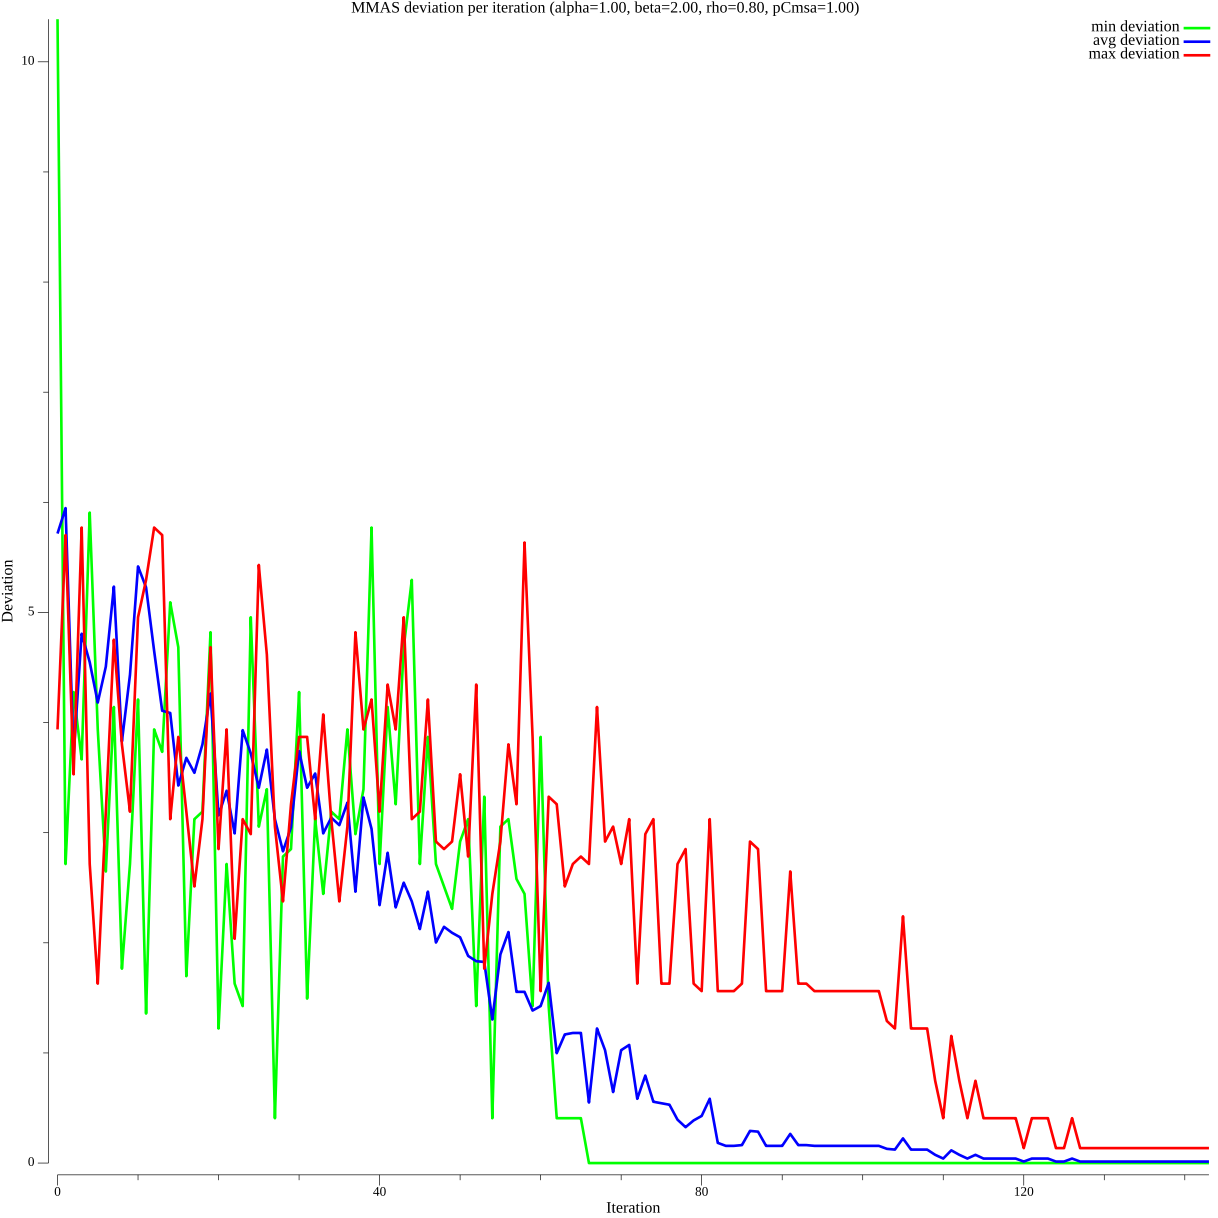 MMAS deviation per iteration (alpha=1.00, beta=2.00, rho=0.80, pCmsa=1.00)
min deviation
avg deviation
max deviation
10
5
0
Deviation
0
40
80
120
Iteration